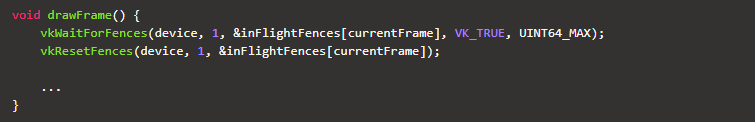 void drawFrame() {
    vkWaitForFences(device, 1, &inFlightFences[currentFrame], VK_TRUE, UINT64_MAX);
    vkResetFences(device, 1, &inFlightFences[currentFrame]);
    ...
}